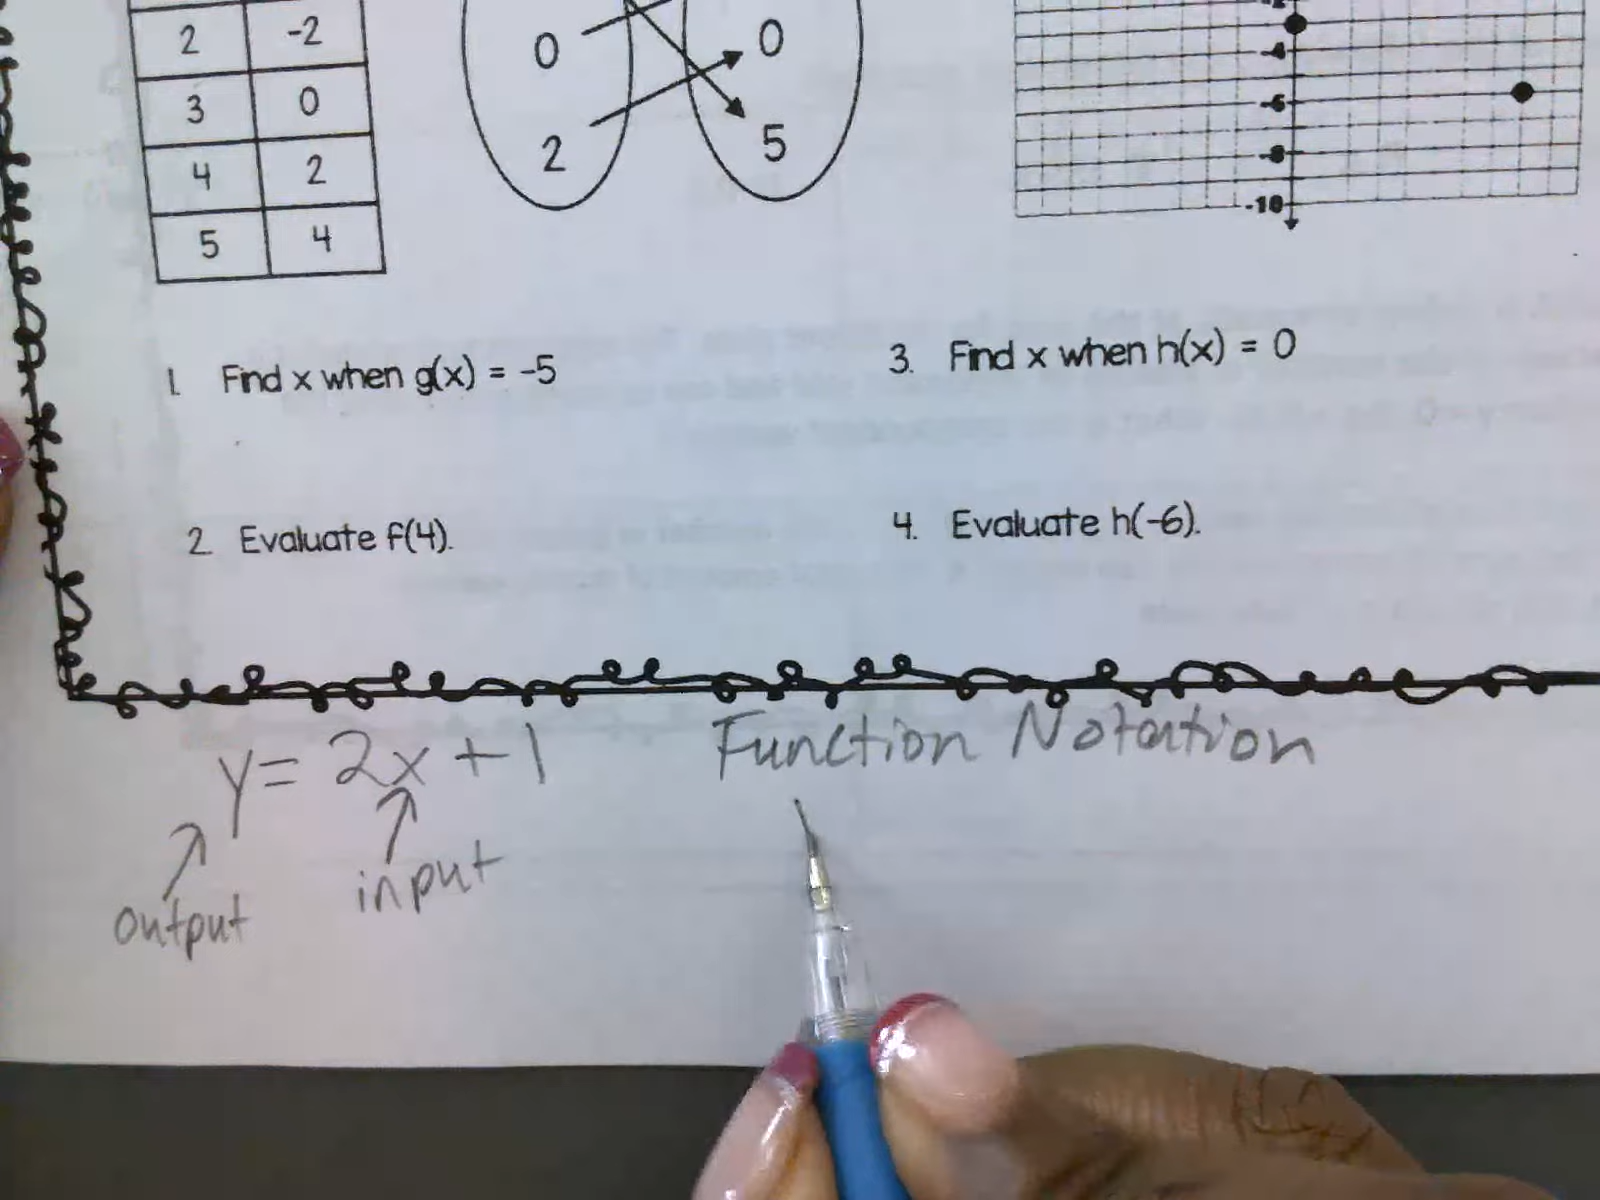 2 -2
3 0
4 2
5 4
0 0
2 5
-4
-6
-8
-10
1. Find x when g(x) = -5
3. Find x when h(x) = 0
2. Evaluate f(4).
4. Evaluate h(-6).
y = 2x + 1
Function Notation
output
input